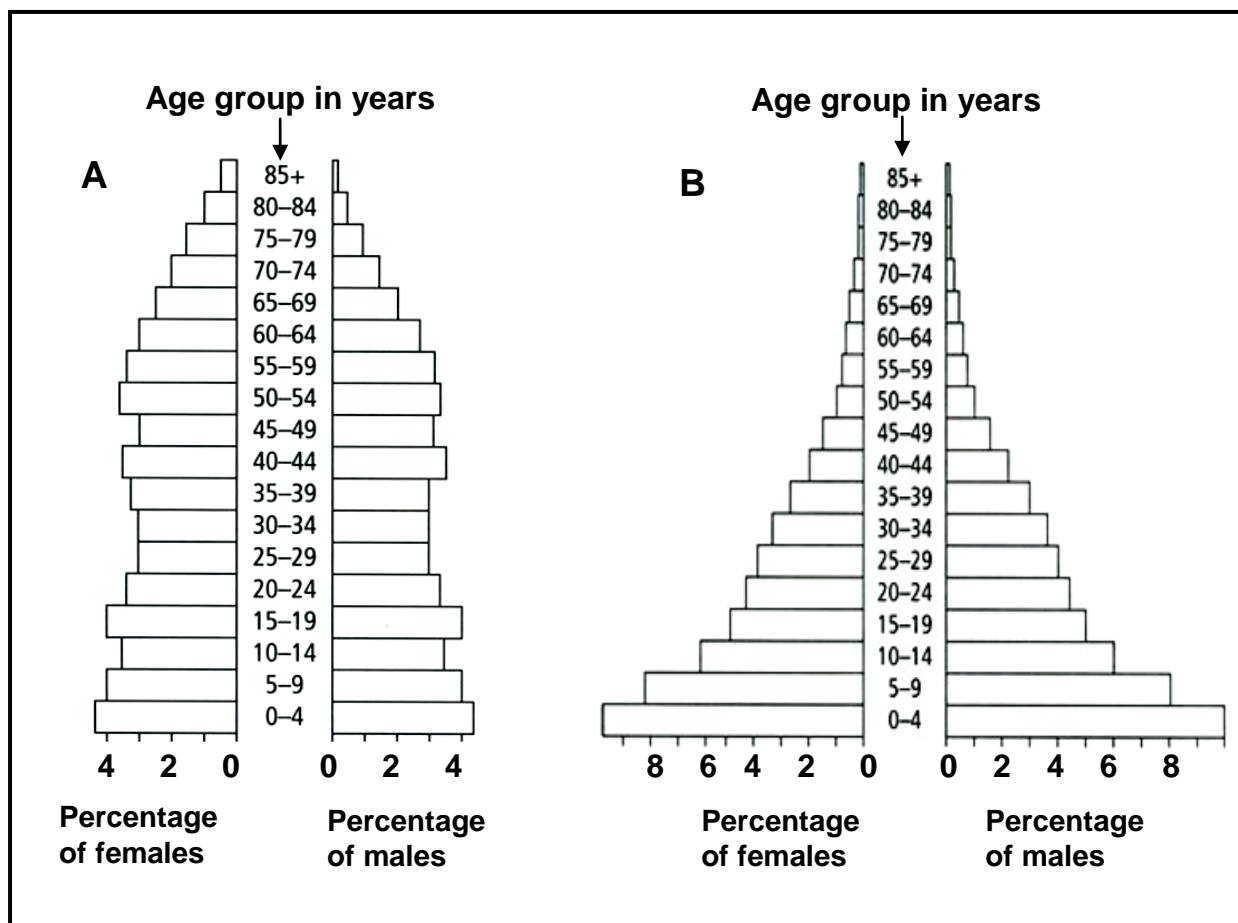 Age group in years
A
85+
80–84
75–79
70–74
65–69
60–64
55–59
50–54
45–49
40–44
35–39
30–34
25–29
20–24
15–19
10–14
5–9
0–4
4 2 0 0 2 4
Percentage
of females
Percentage
of males
Age group in years
B
85+
80–84
75–79
70–74
65–69
60–64
55–59
50–54
45–49
40–44
35–39
30–34
25–29
20–24
15–19
10–14
5–9
0–4
8 6 4 2 0 0 2 4 6 8
Percentage
of females
Percentage
of males